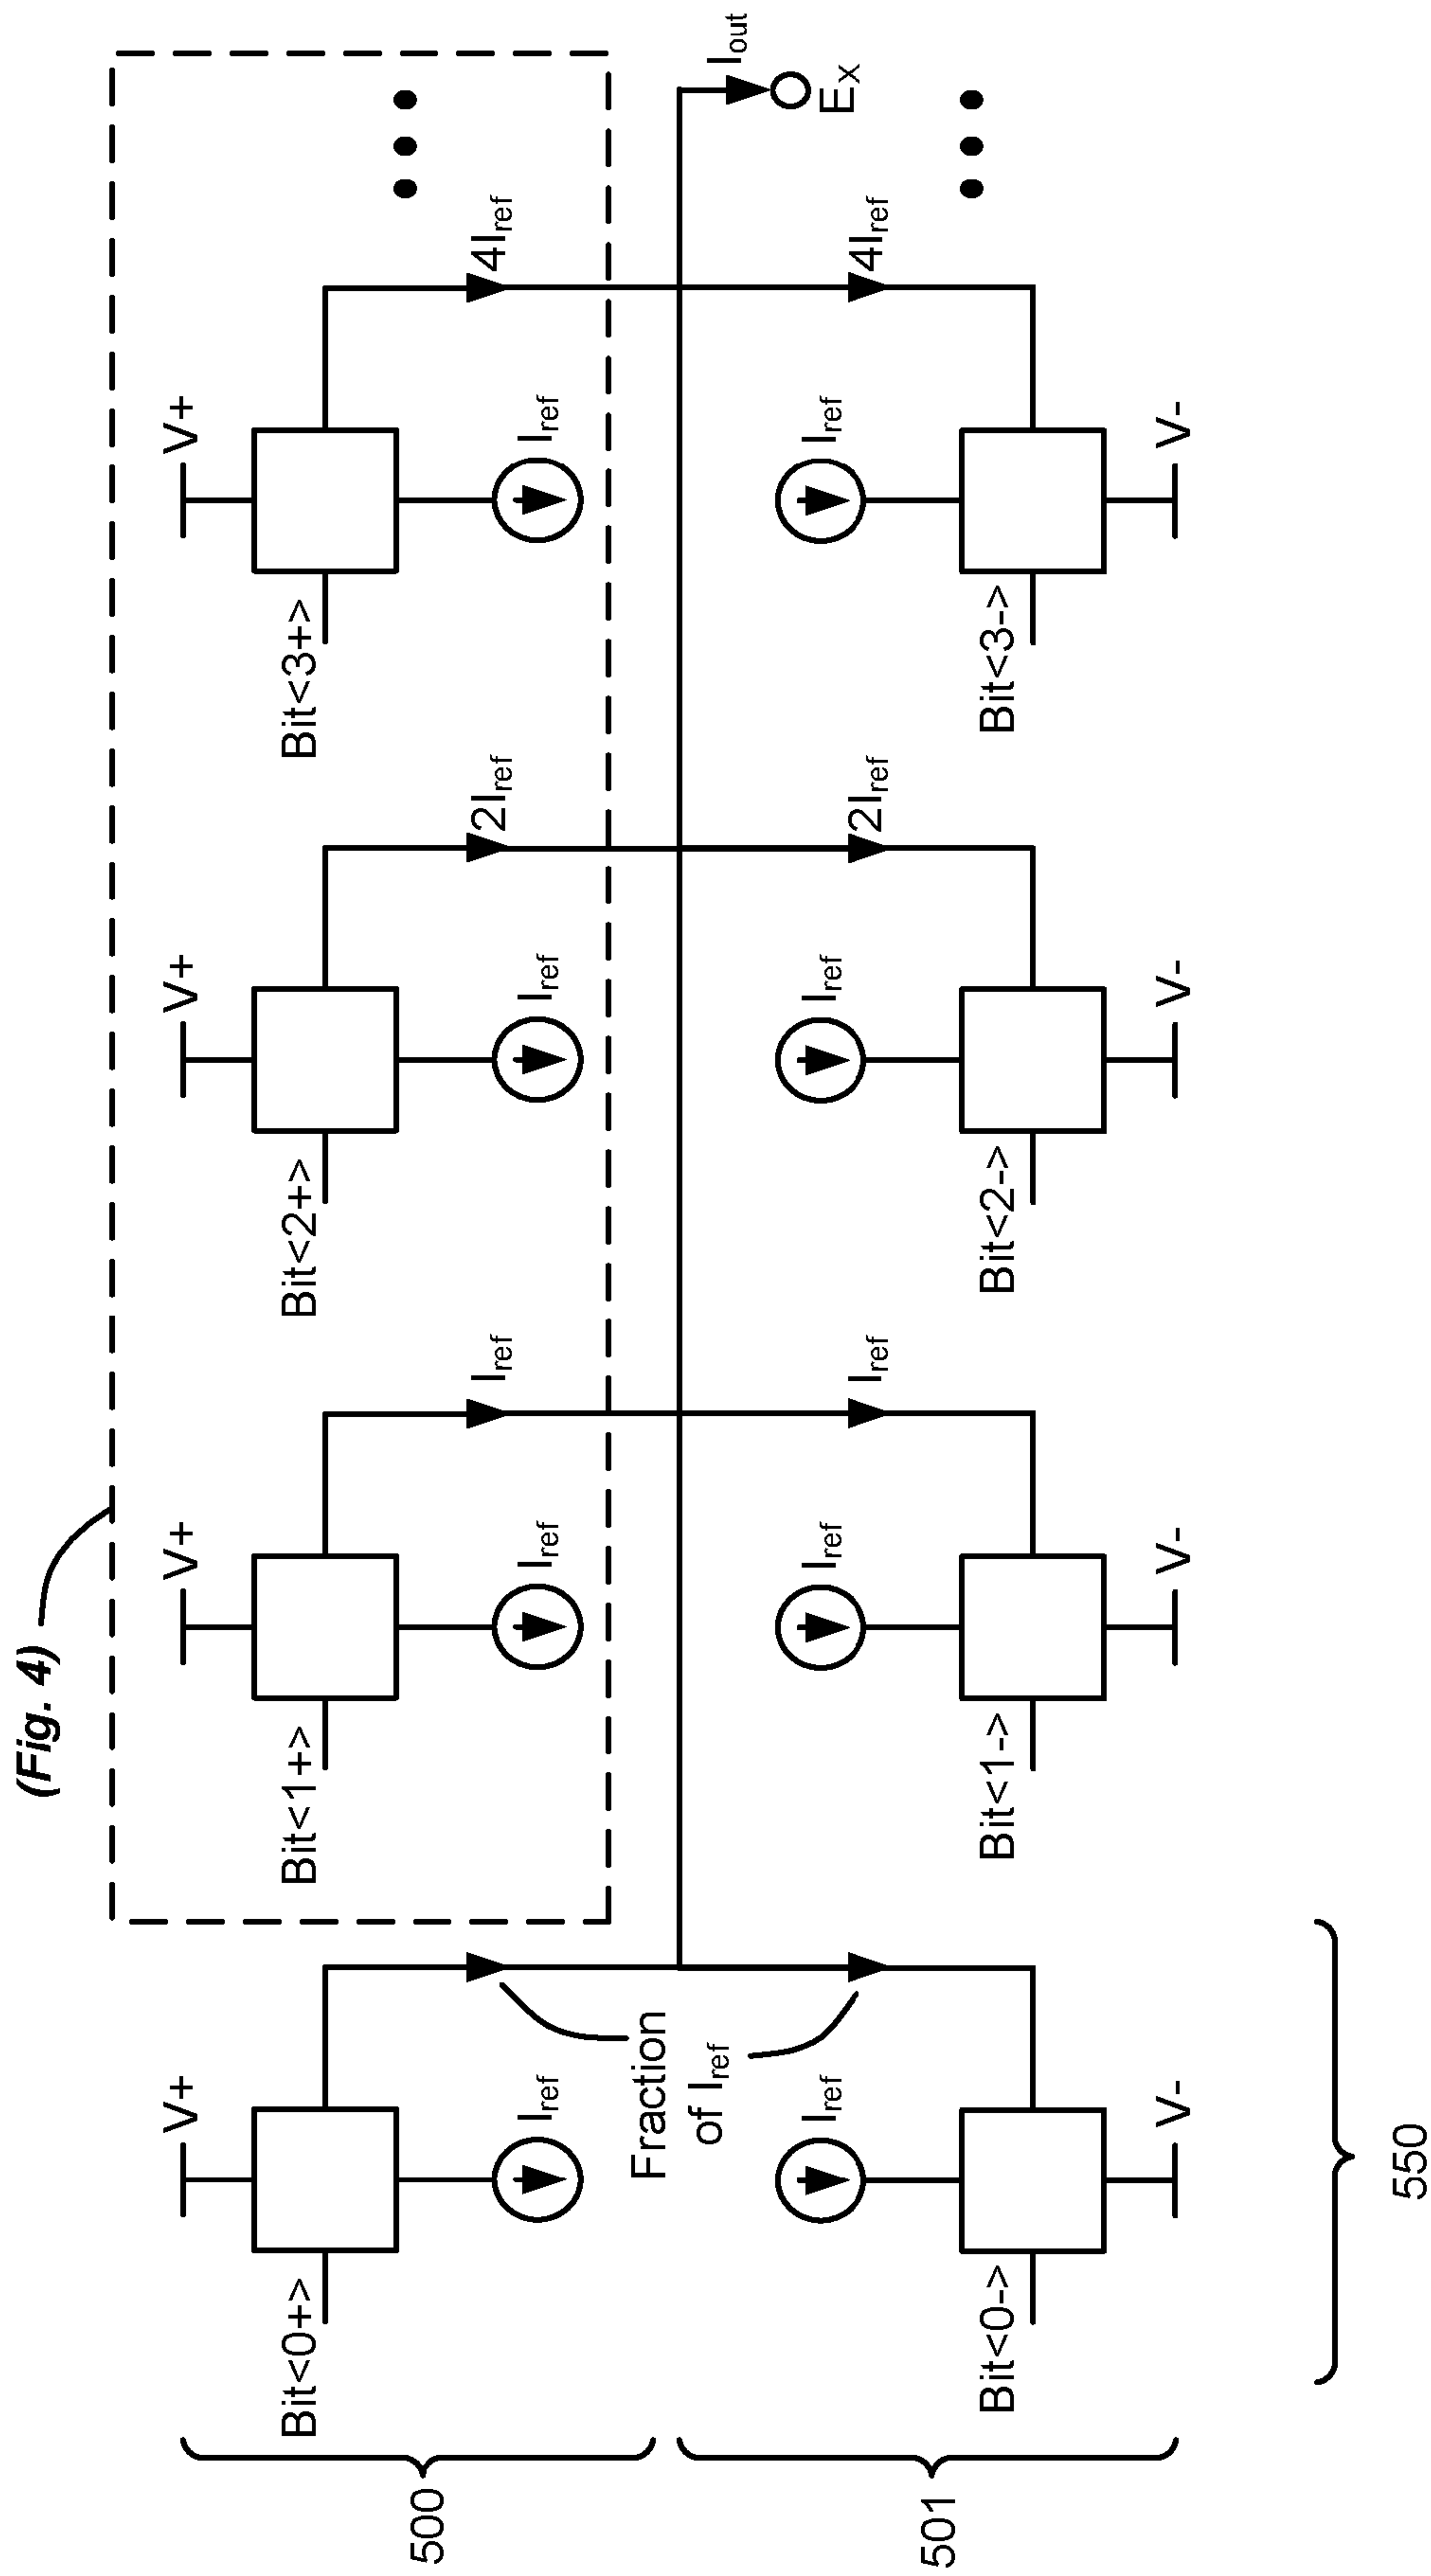 (Fig. 4)
V+ V+ V+ V+
Bit<0+> Bit<1+> Bit<2+> Bit<3+>
Iref Iref Iref Iref
Iref 2Iref 4Iref
500
Fraction
of Iref
Iout
Ex
Iref Iref Iref Iref
Iref 2Iref 4Iref
Bit<0-> Bit<1-> Bit<2-> Bit<3->
V- V- V- V-
501
550